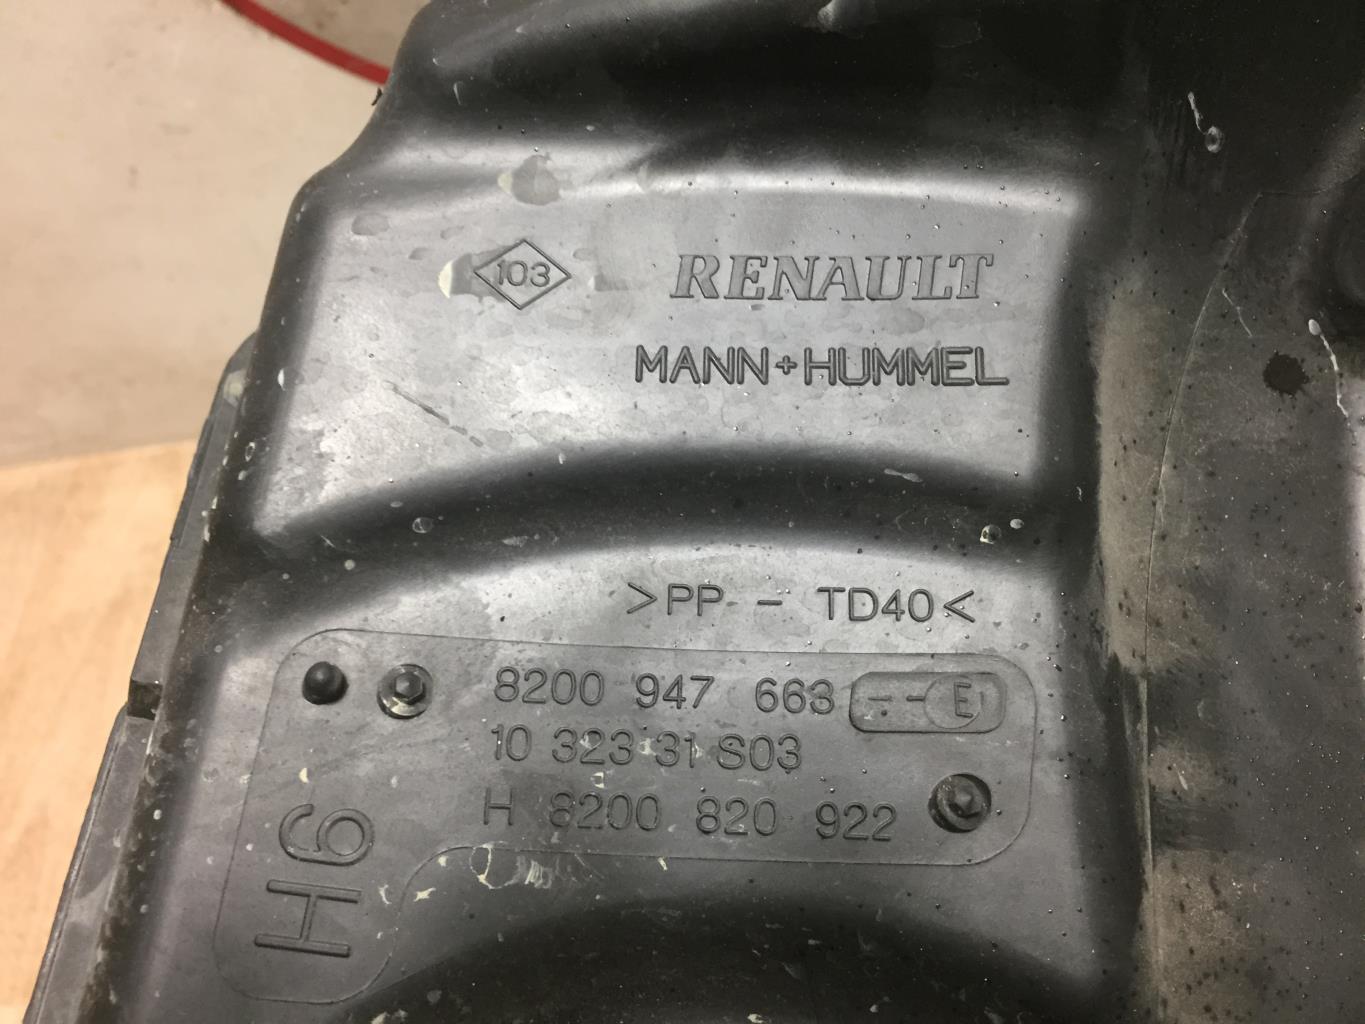 103
RENAULT
MANN+HUMMEL
>PP - TD40<
8200 947 663 --E
10 323 31 S03
H 8200 820 922
H6